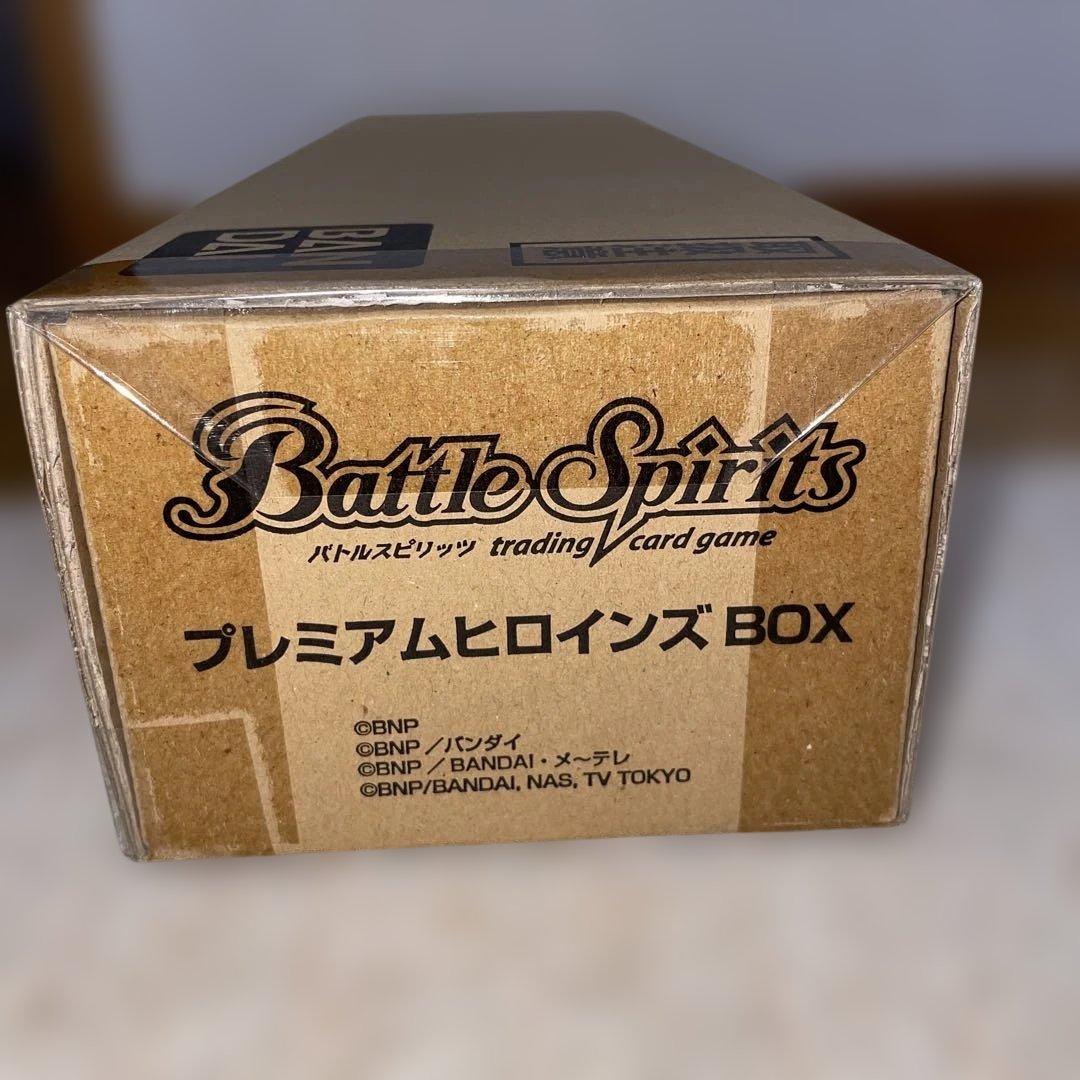 BAN
DAI
Battle Spirits
バトルスピリッツ trading card game
プレミアムヒロインズ BOX
©BNP
©BNP／バンダイ
©BNP／BANDAI・メ～テレ
©BNP/BANDAI, NAS, TV TOKYO